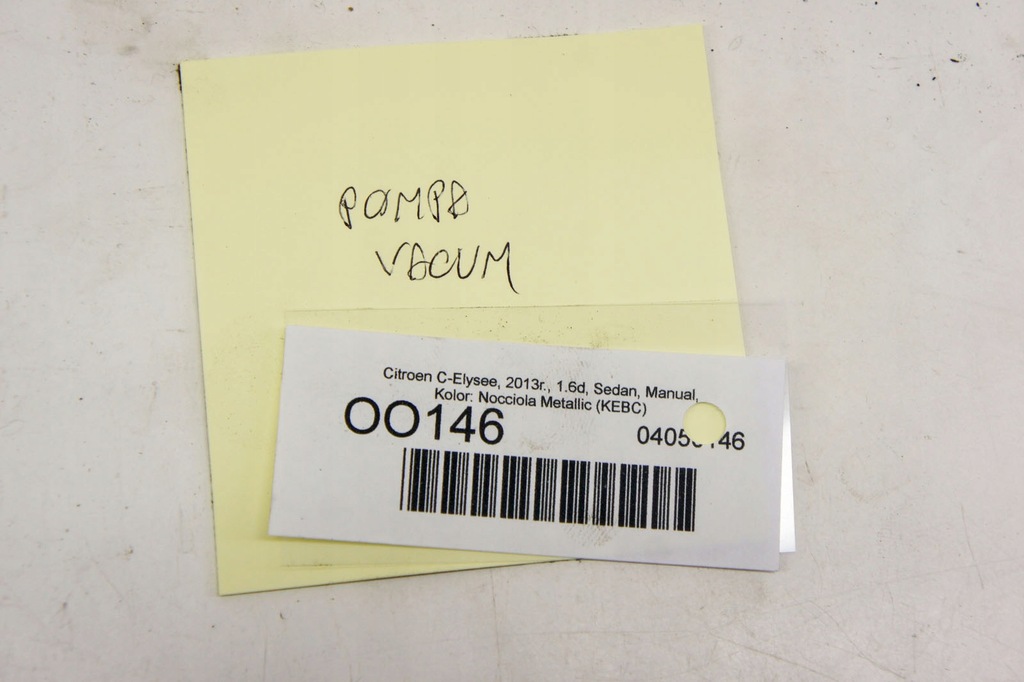 POMPA
VACUM
Citroen C-Elysee, 2013r., 1.6d, Sedan, Manual,
Kolor: Nocciola Metallic (KEBC)
OO146